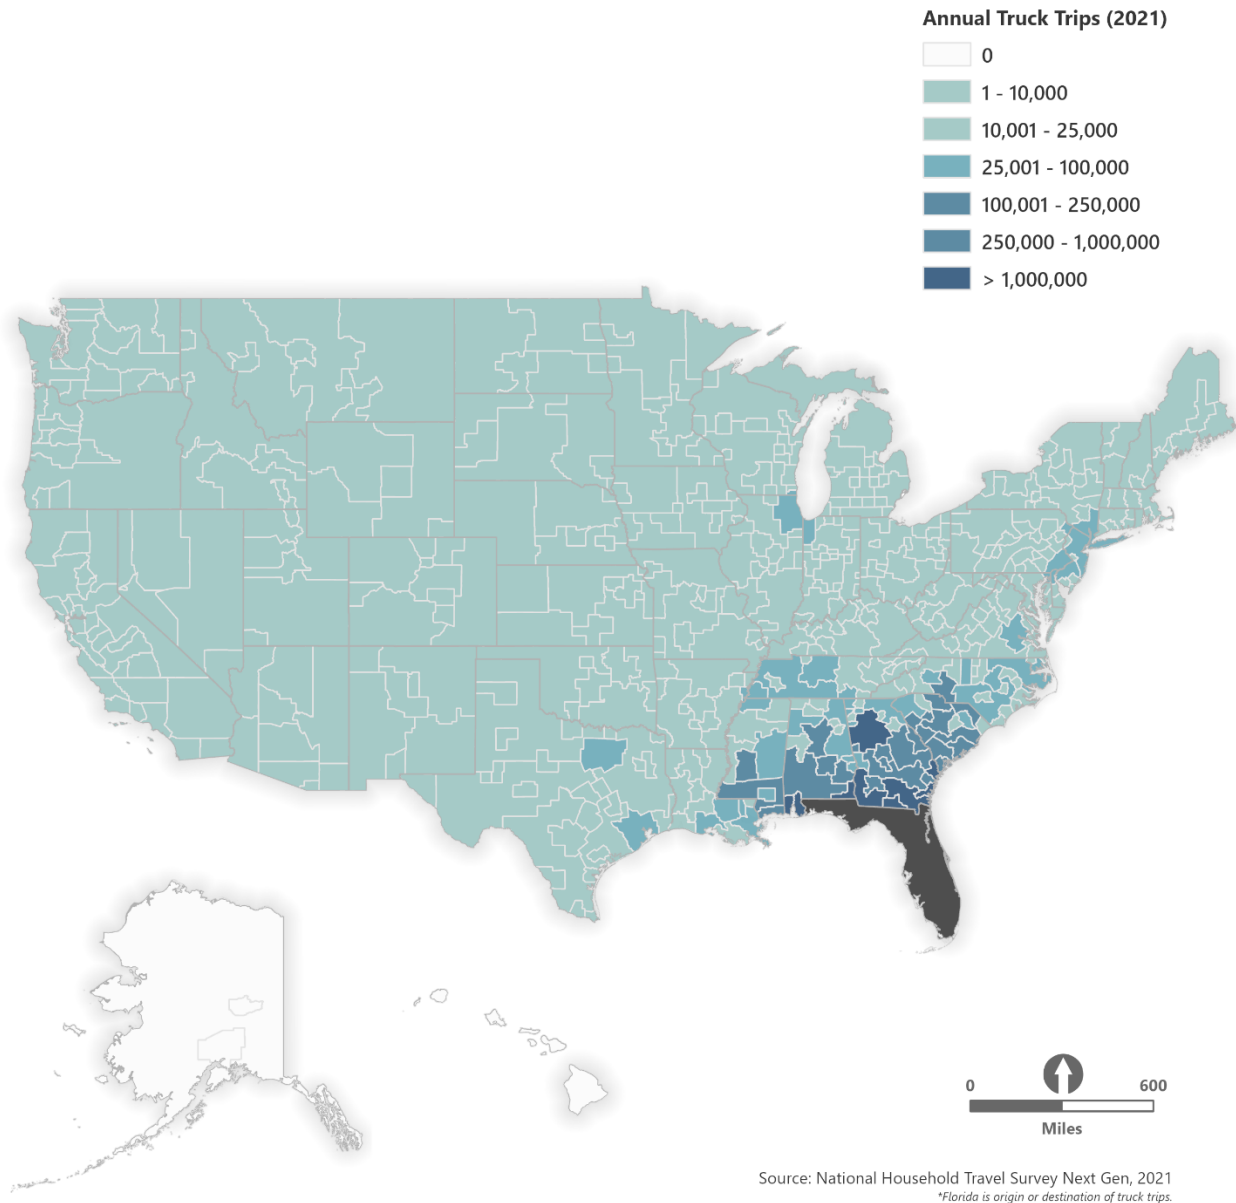 Annual Truck Trips (2021)
0
1 - 10,000
10,001 - 25,000
25,001 - 100,000
100,001 - 250,000
250,000 - 1,000,000
> 1,000,000
0 600
Miles
Source: National Household Travel Survey Next Gen, 2021
*Florida is origin or destination of truck trips.